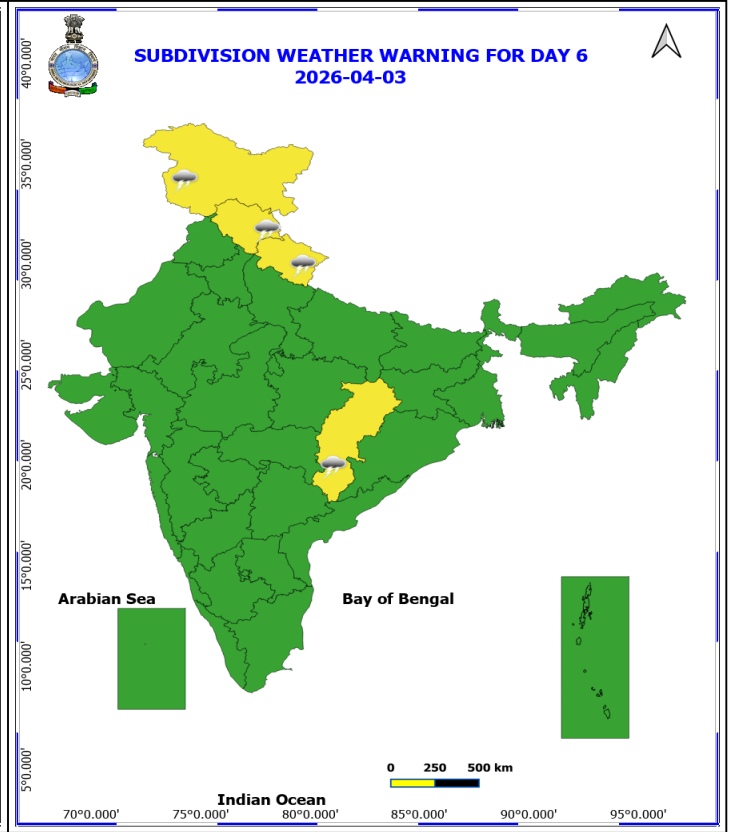 SUBDIVISION WEATHER WARNING FOR DAY 6
2026-04-03
40°0.000'
35°0.000'
30°0.000'
25°0.000'
20°0.000'
15°0.000'
10°0.000'
5°0.000'
Arabian Sea
Bay of Bengal
0 250 500 km
Indian Ocean
70°0.000' 75°0.000' 80°0.000' 85°0.000' 90°0.000' 95°0.000'